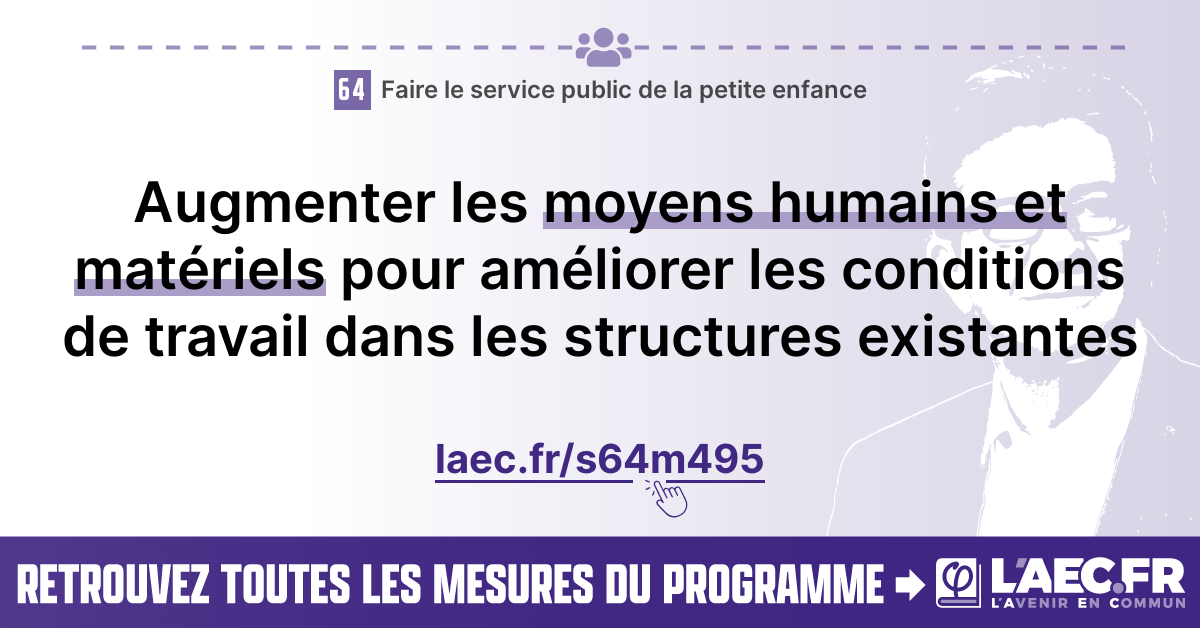 64 Faire le service public de la petite enfance
Augmenter les moyens humains et
matériels pour améliorer les conditions
de travail dans les structures existantes
laec.fr/s64m495
RETROUVEZ TOUTES LES MESURES DU PROGRAMME
φ L'AEC.FR
L'AVENIR EN COMMUN